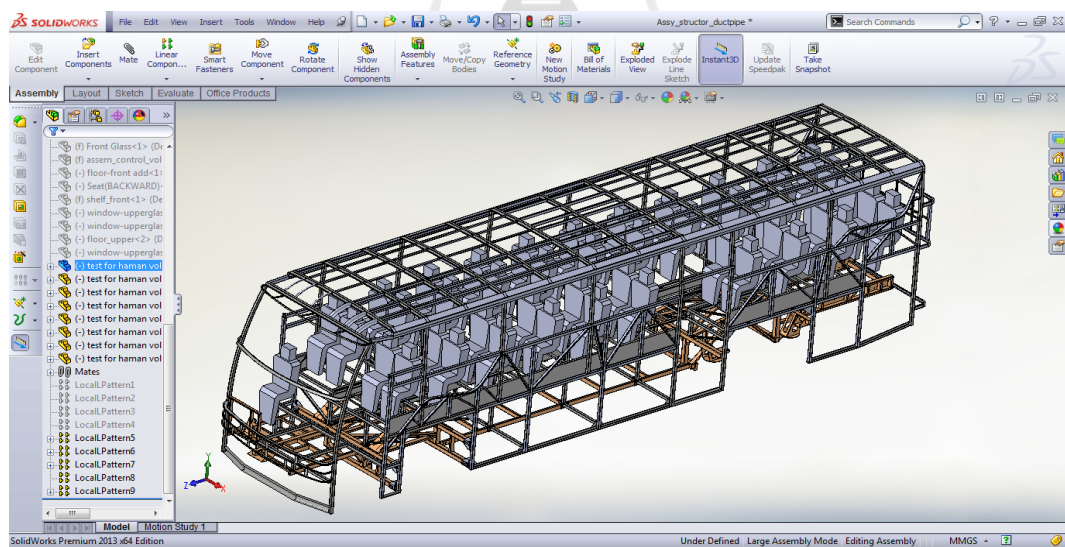 SOLIDWORKS File Edit View Insert Tools Window Help Assy_structor_ductpipe * Search Commands
Edit Component
Insert Components
Mate
Linear Compon...
Smart Fasteners
Move Component
Rotate Component
Show Hidden Components
Assembly Features
Move/Copy Bodies
Reference Geometry
New Motion Study
Bill of Materials
Exploded View
Explode Line Sketch
Instant3D
Update Speedpak
Take Snapshot
Assembly Layout Sketch Evaluate Office Products
(f) Front Glass<1> (De
(f) assem_control_vol
(-) floor-front add<1>
(-) Seat(BACKWARD)-
(f) shelf_front<1> (De
(-) window-upperglas
(-) window-upperglas
(-) floor_upper<2> (D
(-) window-upperglas
(-) test for haman vol
(-) test for haman vol
(-) test for haman vol
(-) test for haman vol
(-) test for haman vol
(-) test for haman vol
(-) test for haman vol
(-) test for haman vol
Mates
LocalLPattern1
LocalLPattern2
LocalLPattern3
LocalLPattern4
LocalLPattern5
LocalLPattern6
LocalLPattern7
LocalLPattern8
LocalLPattern9
Y
Z X
Model Motion Study 1
SolidWorks Premium 2013 x64 Edition Under Defined Large Assembly Mode Editing Assembly MMGS